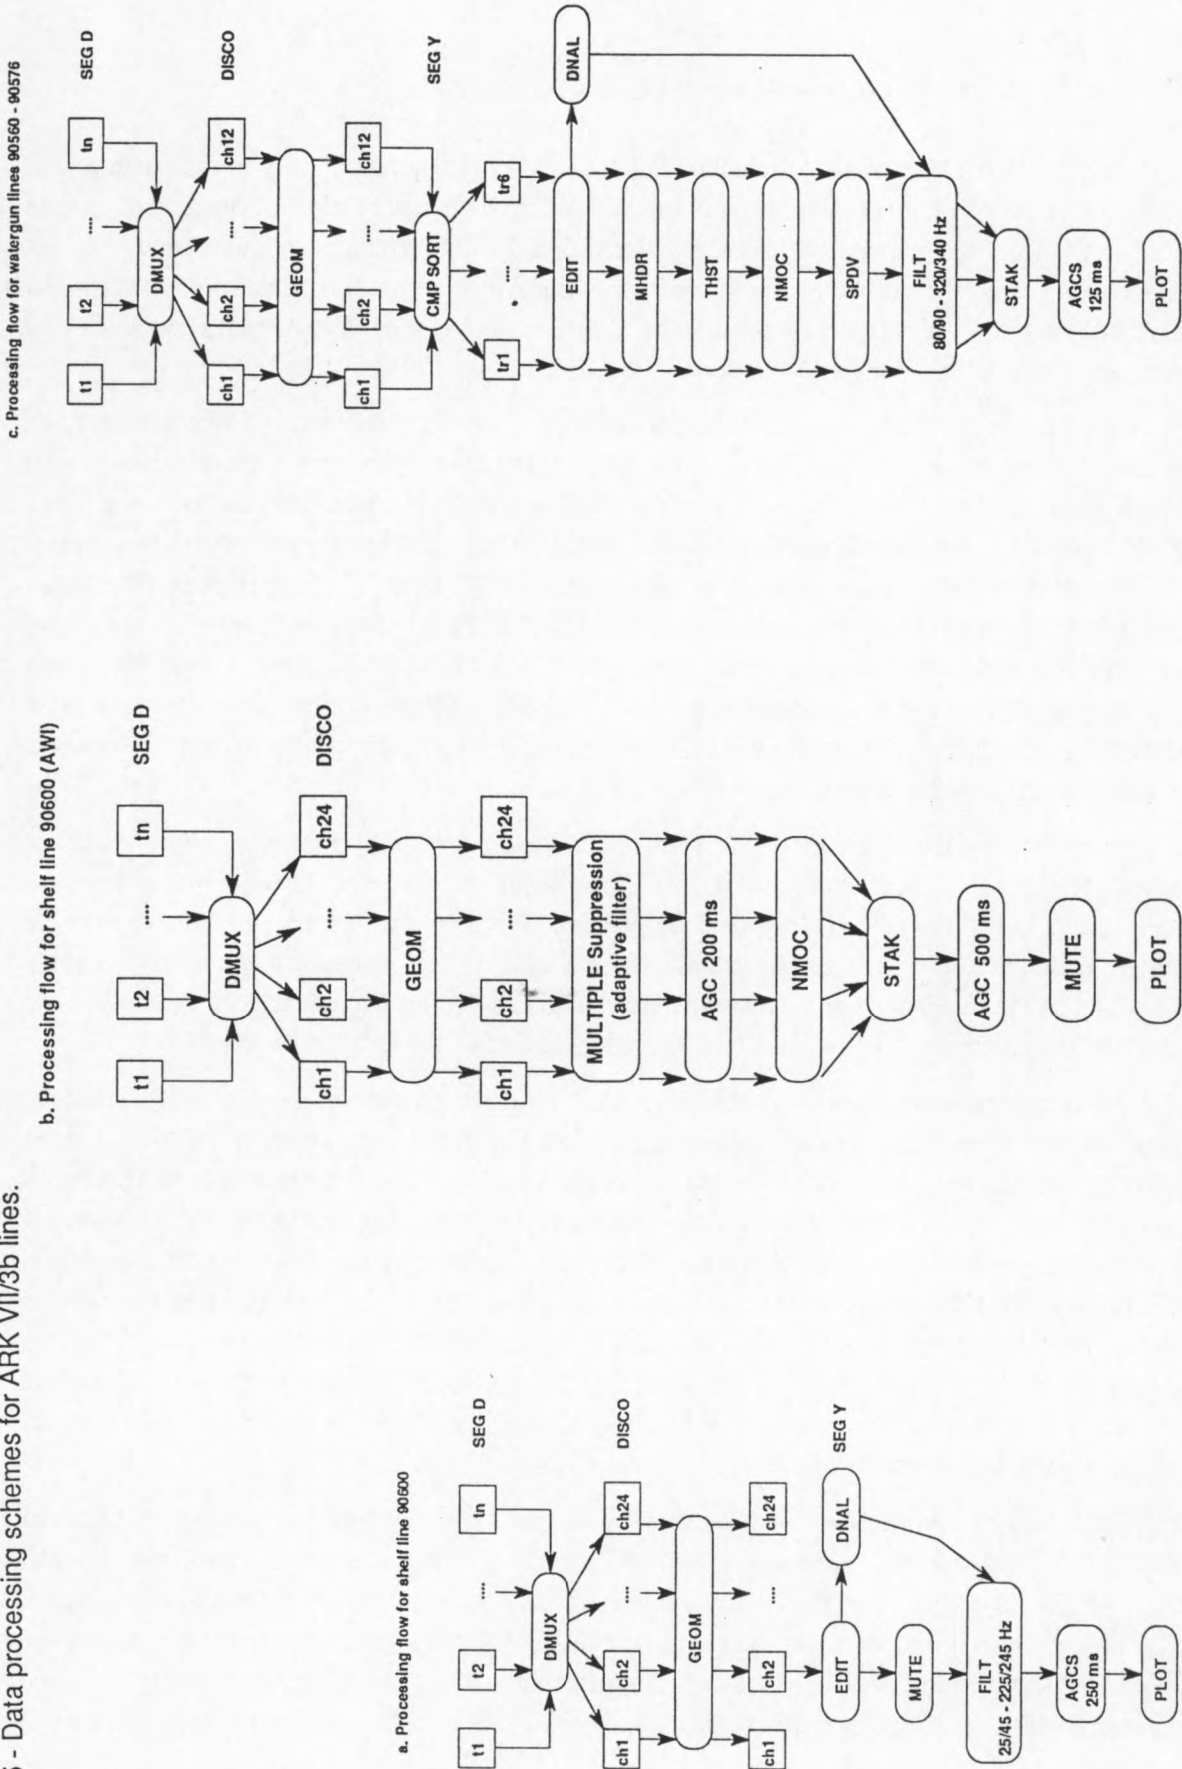 5 - Data processing schemes for ARK VII/3b lines.
a. Processing flow for shelf line 90600
t1 t2 .... tn SEG D
DMUX
ch1 ch2 .... ch24 DISCO
GEOM
ch1 ch2 .... ch24
EDIT DNAL SEG Y
MUTE
FILT
25/45 - 225/245 Hz
AGCS
250 ms
PLOT
b. Processing flow for shelf line 90600 (AWI)
t1 t2 .... tn SEG D
DMUX
ch1 ch2 .... ch24 DISCO
GEOM
ch1 ch2 .... ch24
MULTIPLE Suppression
(adaptive filter)
AGC 200 ms
NMOC
STAK
AGC 500 ms
MUTE
PLOT
c. Processing flow for watergun lines 90560 - 90576
t1 t2 .... tn SEG D
DMUX
ch1 ch2 .... ch12 DISCO
GEOM
ch1 ch2 .... ch12
CMP SORT SEG Y
tr1 .... tr6
EDIT DNAL
MHDR
THST
NMOC
SPDV
FILT
80/90 - 320/340 Hz
STAK
AGCS
125 ms
PLOT